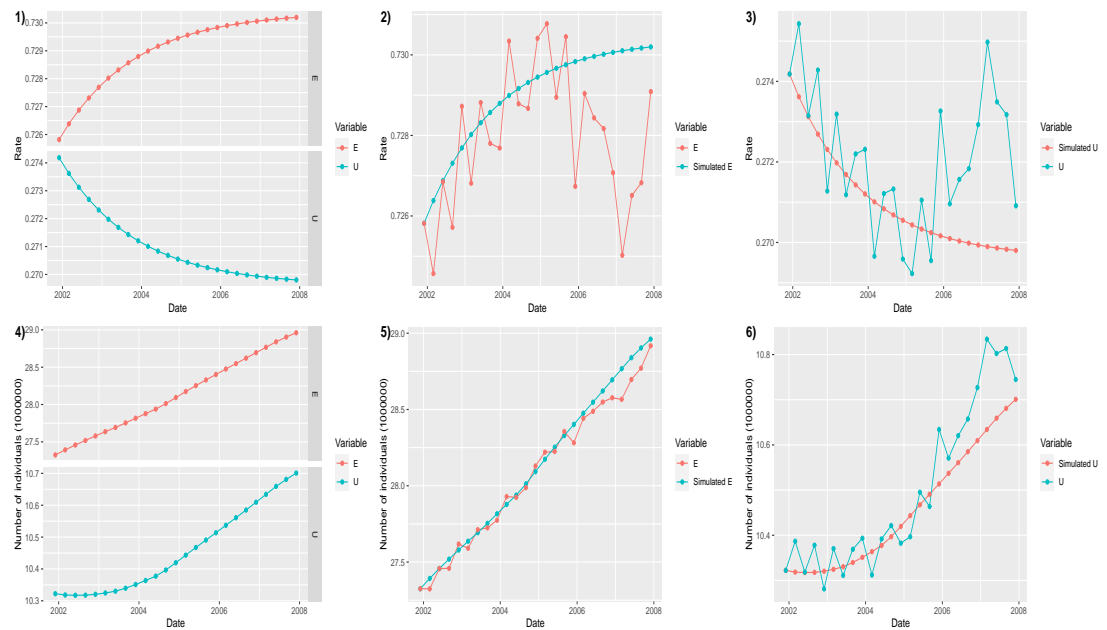 1)
Rate
0.730
0.729
0.728
0.727
0.726
0.274
0.273
0.272
0.271
0.270
E
U
2002
2004
2006
2008
Date
Variable
E
U
2)
Rate
0.730
0.728
0.726
2002
2004
2006
2008
Date
Variable
E
Simulated E
3)
Rate
0.274
0.272
0.270
2002
2004
2006
2008
Date
Variable
Simulated U
U
4)
Number of individuals (1000000)
29.0
28.5
28.0
27.5
10.7
10.6
10.5
10.4
10.3
E
U
2002
2004
2006
2008
Date
Variable
E
U
5)
Number of individuals (1000000)
29.0
28.5
28.0
27.5
2002
2004
2006
2008
Date
Variable
E
Simulated E
6)
Number of individuals (1000000)
10.8
10.6
10.4
2002
2004
2006
2008
Date
Variable
Simulated U
U